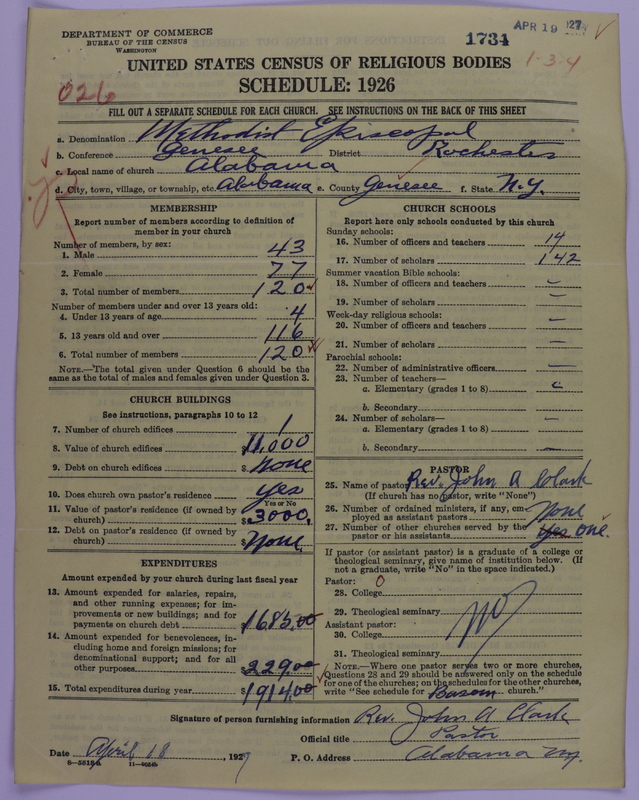 DEPARTMENT OF COMMERCE
BUREAU OF THE CENSUS
WASHINGTON
1734
APR 19 1927
1-3-4
026
UNITED STATES CENSUS OF RELIGIOUS BODIES
SCHEDULE: 1926
FILL OUT A SEPARATE SCHEDULE FOR EACH CHURCH. SEE INSTRUCTIONS ON THE BACK OF THIS SHEET
a. Denomination Methodist Episcopal
b. Conference Genesee District Rochester
c. Local name of church Alabama
d. City, town, village, or township, etc. Alabama e. County Genesee f. State N.Y.
MEMBERSHIP
Report number of members according to definition of member in your church
Number of members, by sex:
1. Male 43
2. Female 77
3. Total number of members 120
Number of members under and over 13 years old:
4. Under 13 years of age 4
5. 13 years old and over 116
6. Total number of members 120
NOTE.—The total given under Question 6 should be the
same as the total of males and females given under Question 3.
CHURCH BUILDINGS
See instructions, paragraphs 10 to 12
7. Number of church edifices 1
8. Value of church edifices $11,000
9. Debt on church edifices $ None
10. Does church own pastor's residence yes
Yes or No
11. Value of pastor's residence (if owned by
church) $3000.
12. Debt on pastor's residence (if owned by
church) $ None.
EXPENDITURES
Amount expended by your church during last fiscal year
13. Amount expended for salaries, repairs,
and other running expenses; for im-
provements or new buildings; and for
payments on church debt $1685.00
14. Amount expended for benevolences, in-
cluding home and foreign missions; for
denominational support; and for all
other purposes $229.00
15. Total expenditures during year $1914.00
CHURCH SCHOOLS
Report here only schools conducted by this church
Sunday schools:
16. Number of officers and teachers 14
17. Number of scholars 142
Summer vacation Bible schools:
18. Number of officers and teachers —
19. Number of scholars —
Week-day religious schools:
20. Number of officers and teachers —
21. Number of scholars —
Parochial schools:
22. Number of administrative officers —
23. Number of teachers—
a. Elementary (grades 1 to 8)
b. Secondary
24. Number of scholars—
a. Elementary (grades 1 to 8)
b. Secondary —
PASTOR
25. Name of pastor Rev. John A Clark
(If church has no pastor, write "None")
26. Number of ordained ministers, if any, em-
ployed as assistant pastors None
27. Number of other churches served by the
pastor or his assistants yes one.
If pastor (or assistant pastor) is a graduate of a college or
theological seminary, give name of institution below. (If
not a graduate, write "No" in the space indicated.)
Pastor: 0
28. College
29. Theological seminary No
Assistant pastor:
30. College
31. Theological seminary
NOTE.—Where one pastor serves two or more churches,
Questions 28 and 29 should be answered only on the schedule
for one of the churches; on the schedules for the other churches,
write "See schedule for Basom church."
Signature of person furnishing information Rev. John A Clark
Official title Pastor
Date April 18, 1927 P. O. Address Alabama N.Y.